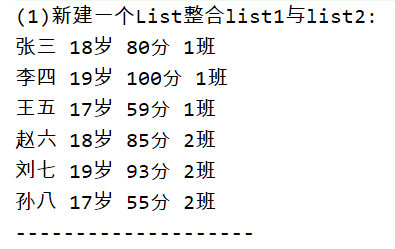 (1)新建一个List整合list1与list2:
张三 18岁 80分 1班
李四 19岁 100分 1班
王五 17岁 59分 1班
赵六 18岁 85分 2班
刘七 19岁 93分 2班
孙八 17岁 55分 2班
--------------------